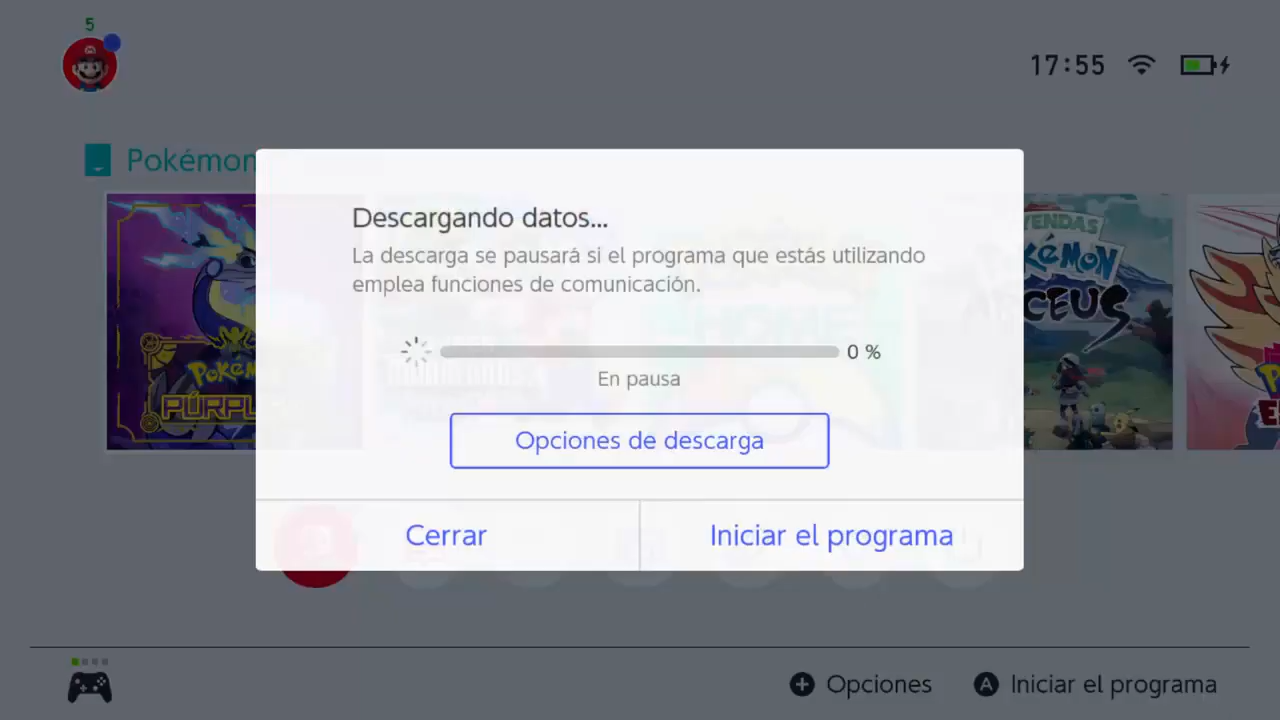 5
17:55
Pokémon
Descargando datos...
La descarga se pausará si el programa que estás utilizando
emplea funciones de comunicación.
0 %
En pausa
Opciones de descarga
Cerrar
Iniciar el programa
Opciones
A Iniciar el programa